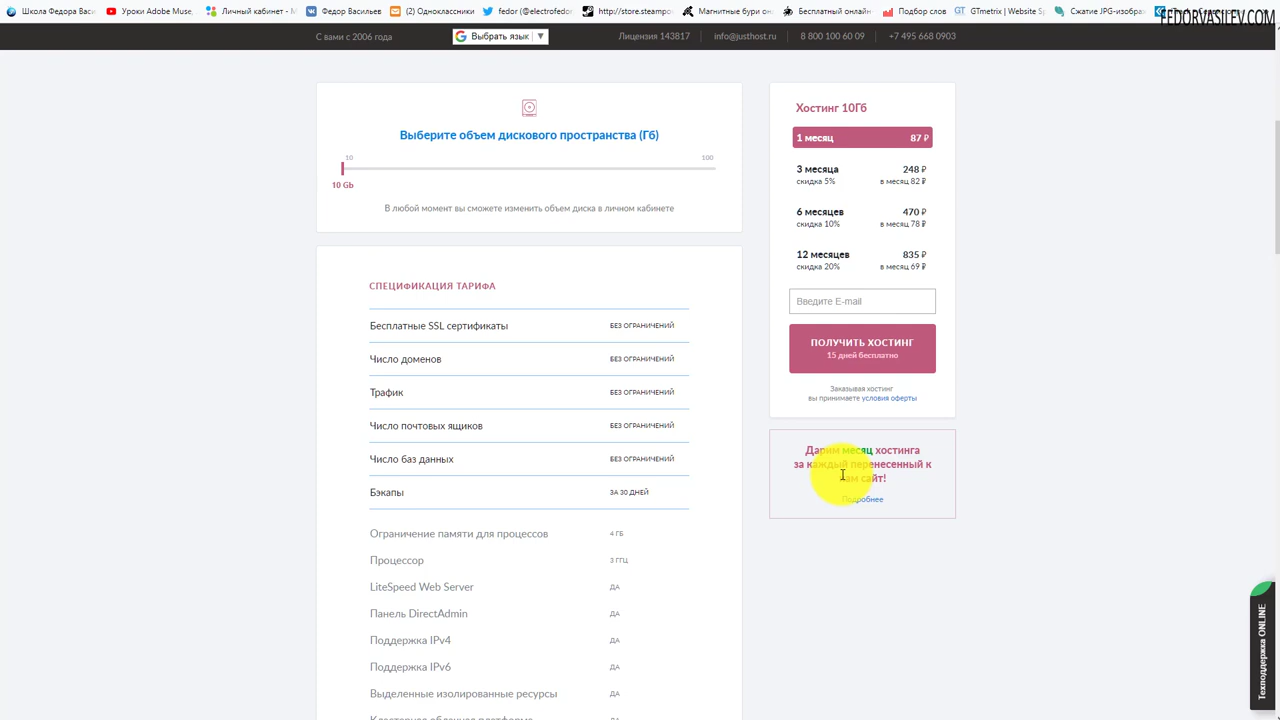 Школа Федора Васи
Уроки Adobe Muse,
Личный кабинет - М
Федор Васильев
(2) Одноклассники
fedor (@electrofedor
http://store.steampo
Магнитные бури он
Бесплатный онлайн
Подбор слов
GTmetrix | Website Sp
Сжатие JPG-изображ
FEDORVASILEV.COM
С вами с 2006 года
Выбрать язык ▼
Лицензия 143817
info@justhost.ru
8 800 100 60 09
+7 495 668 0903
Выберите объем дискового пространства (Гб)
10
100
10 Gb
В любой момент вы сможете изменить объем диска в личном кабинете
СПЕЦИФИКАЦИЯ ТАРИФА
Бесплатные SSL сертификаты БЕЗ ОГРАНИЧЕНИЙ
Число доменов БЕЗ ОГРАНИЧЕНИЙ
Трафик БЕЗ ОГРАНИЧЕНИЙ
Число почтовых ящиков БЕЗ ОГРАНИЧЕНИЙ
Число баз данных БЕЗ ОГРАНИЧЕНИЙ
Бэкапы ЗА 30 ДНЕЙ
Ограничение памяти для процессов 4 ГБ
Процессор 3 ГГЦ
LiteSpeed Web Server ДА
Панель DirectAdmin ДА
Поддержка IPv4 ДА
Поддержка IPv6 ДА
Выделенные изолированные ресурсы ДА
Кластерная облачная платформа ДА
Хостинг 10Гб
1 месяц 87 ₽
3 месяца 248 ₽
скидка 5% в месяц 82 ₽
6 месяцев 470 ₽
скидка 10% в месяц 78 ₽
12 месяцев 835 ₽
скидка 20% в месяц 69 ₽
Введите E-mail
ПОЛУЧИТЬ ХОСТИНГ
15 дней бесплатно
Заказывая хостинг
вы принимаете условия оферты
Дарим месяц хостинга
за каждый перенесенный к
нам сайт!
Подробнее
Техподдержка ONLINE